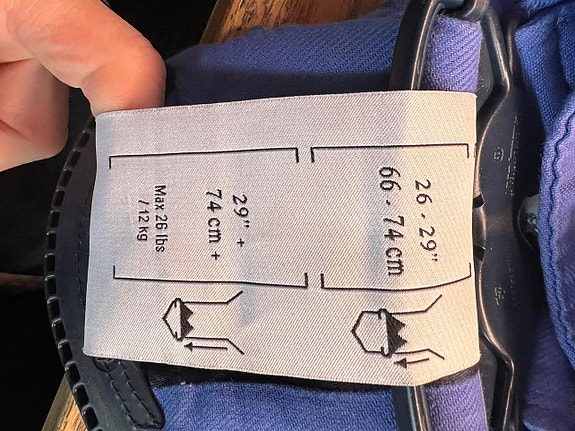 26 - 29"
66 - 74 cm
29" +
74 cm +
Max 26 lbs
/ 12 kg